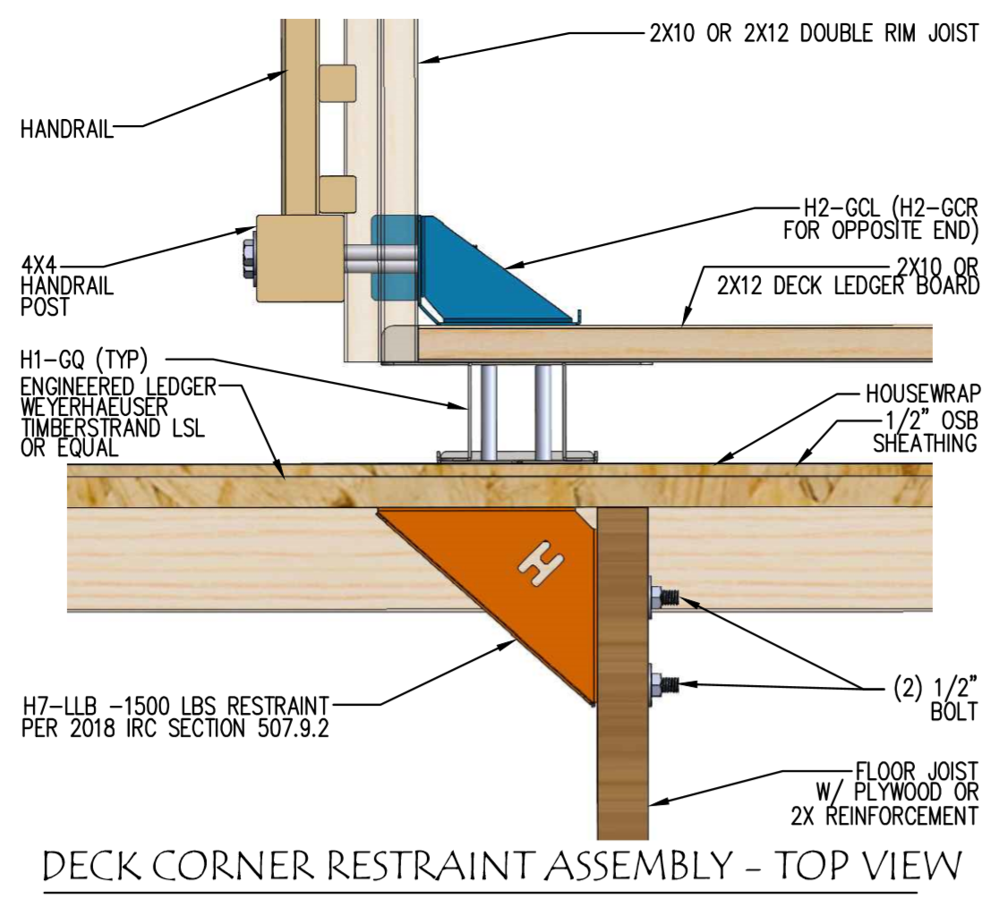 2X10 OR 2X12 DOUBLE RIM JOIST
HANDRAIL
H2-GCL (H2-GCR
FOR OPPOSITE END)
4X4
HANDRAIL
POST
2X10 OR
2X12 DECK LEDGER BOARD
H1-GQ (TYP)
ENGINEERED LEDGER
WEYERHAEUSER
TIMBERSTRAND LSL
OR EQUAL
HOUSEWRAP
1/2" OSB
SHEATHING
H
H7-LLB -1500 LBS RESTRAINT
PER 2018 IRC SECTION 507.9.2
(2) 1/2"
BOLT
FLOOR JOIST
W/ PLYWOOD OR
2X REINFORCEMENT
DECK CORNER RESTRAINT ASSEMBLY - TOP VIEW